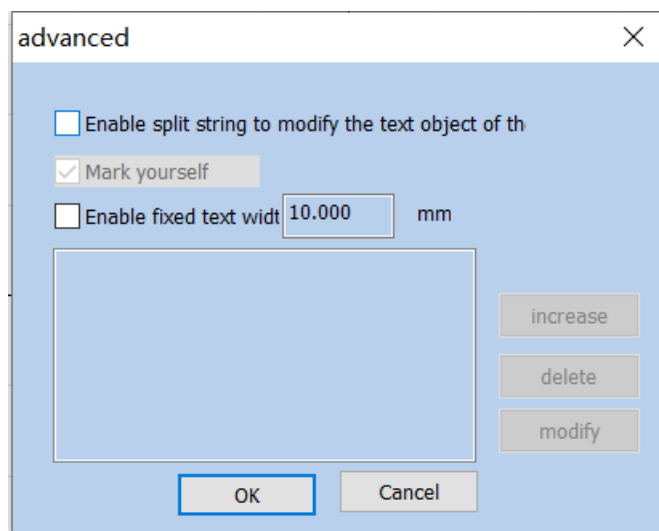 advanced
Enable split string to modify the text object of th
Mark yourself
Enable fixed text widt 10.000 mm
increase
delete
modify
OK Cancel